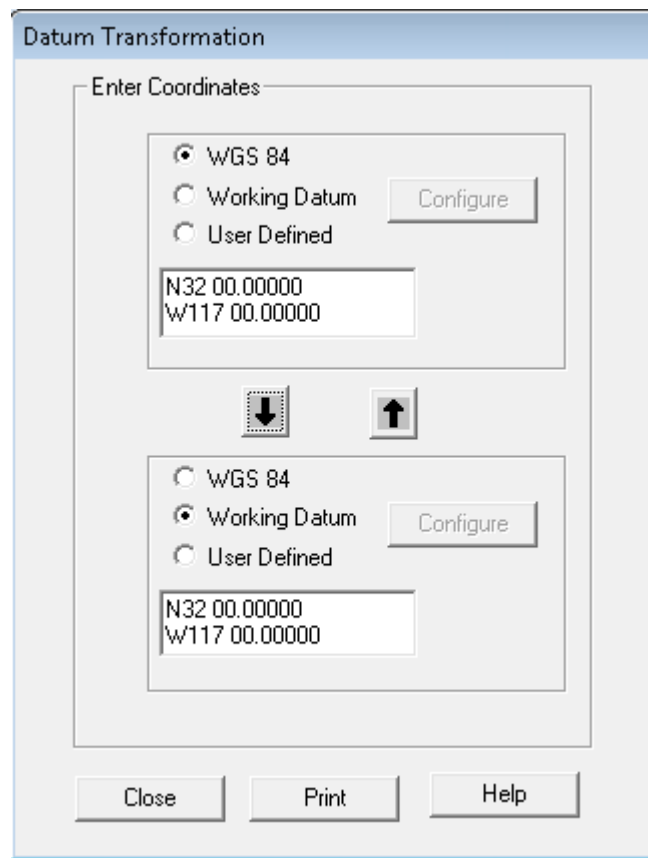 Datum Transformation
Enter Coordinates
WGS 84
Working Datum
Configure
User Defined
N32 00.00000
W117 00.00000
WGS 84
Working Datum
Configure
User Defined
N32 00.00000
W117 00.00000
Close
Print
Help